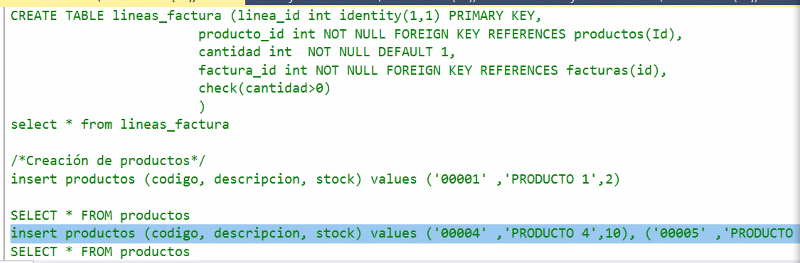 CREATE TABLE lineas_factura (linea_id int identity(1,1) PRIMARY KEY,
producto_id int NOT NULL FOREIGN KEY REFERENCES productos(Id),
cantidad int  NOT NULL DEFAULT 1,
factura_id int NOT NULL FOREIGN KEY REFERENCES facturas(id),
check(cantidad>0)
)
select * from lineas_factura
/*Creación de productos*/
insert productos (codigo, descripcion, stock) values ('00001' ,'PRODUCTO 1',2)
SELECT * FROM productos
insert productos (codigo, descripcion, stock) values ('00004' ,'PRODUCTO 4',10), ('00005' ,'PRODUCTO
SELECT * FROM productos